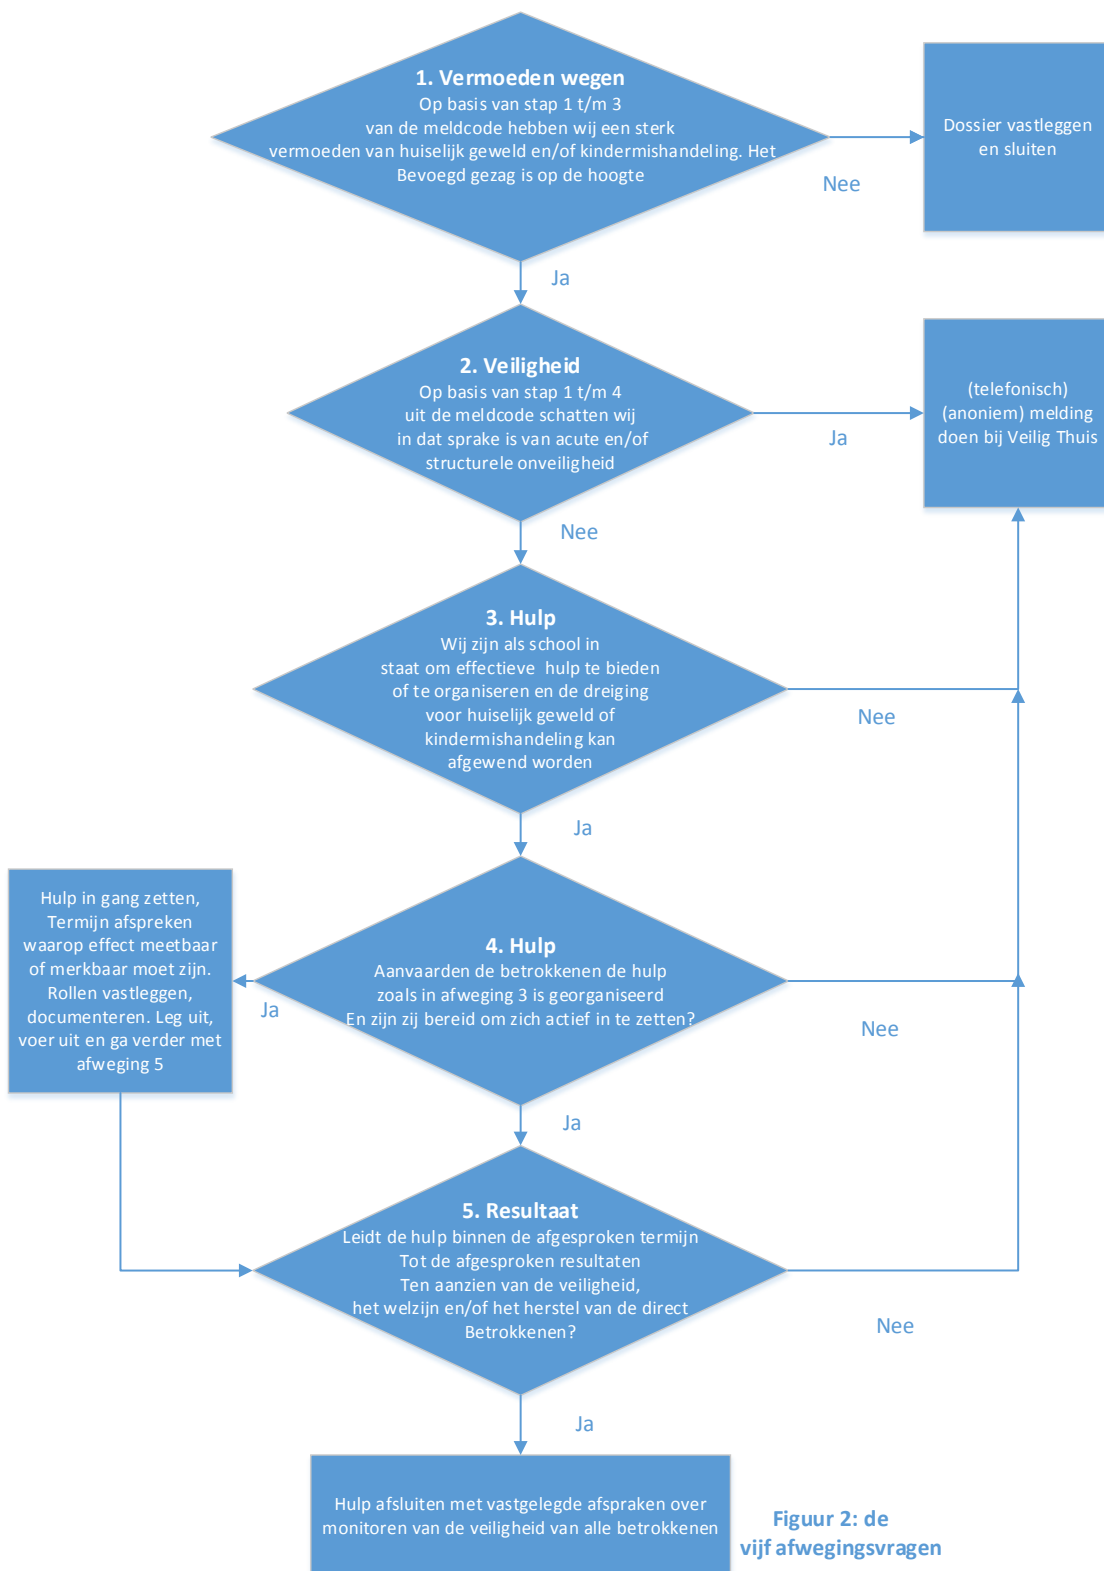 1. Vermoeden wegen
Op basis van stap 1 t/m 3
van de meldcode hebben wij een sterk
vermoeden van huiselijk geweld en/of kindermishandeling. Het
Bevoegd gezag is op de hoogte
Nee
Dossier vastleggen
en sluiten
Ja
2. Veiligheid
Op basis van stap 1 t/m 4
uit de meldcode schatten wij
in dat sprake is van acute en/of
structurele onveiligheid
Ja
(telefonisch)
(anoniem) melding
doen bij Veilig Thuis
Nee
3. Hulp
Wij zijn als school in
staat om effectieve hulp te bieden
of te organiseren en de dreiging
voor huiselijk geweld of
kindermishandeling kan
afgewend worden
Nee
Ja
Hulp in gang zetten,
Termijn afspreken
waarop effect meetbaar
of merkbaar moet zijn.
Rollen vastleggen,
documenteren. Leg uit,
voer uit en ga verder met
afweging 5
Ja
4. Hulp
Aanvaarden de betrokkenen de hulp
zoals in afweging 3 is georganiseerd
En zijn zij bereid om zich actief in te zetten?
Nee
Ja
5. Resultaat
Leidt de hulp binnen de afgesproken termijn
Tot de afgesproken resultaten
Ten aanzien van de veiligheid,
het welzijn en/of het herstel van de direct
Betrokkenen?
Nee
Ja
Hulp afsluiten met vastgelegde afspraken over
monitoren van de veiligheid van alle betrokkenen
Figuur 2: de
vijf afwegingsvragen